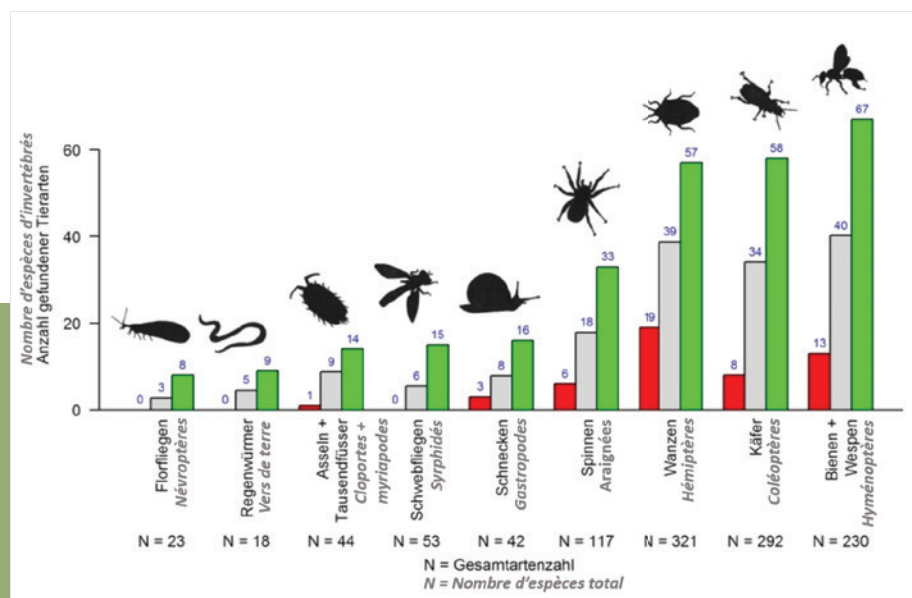 Nombre d'espèces d'invertébrés
Anzahl gefundener Tierarten
60
40
20
0
0 3 8
0 5 9
1 9 14
0 6 15
3 8 16
6 18 33
19 39 57
8 34 58
13 40 67
Florfliegen
Névroptères
Regenwürmer
Vers de terre
Asseln +
Tausendfüsser
Cloportes +
myriapodes
Schwebfliegen
Syrphidés
Schnecken
Gastropodes
Spinnen
Araignées
Wanzen
Hémiptères
Käfer
Coléoptères
Bienen +
Wespen
Hyménoptères
N = 23 N = 18 N = 44 N = 53 N = 42 N = 117 N = 321 N = 292 N = 230
N = Gesamtartenzahl
N = Nombre d'espèces total